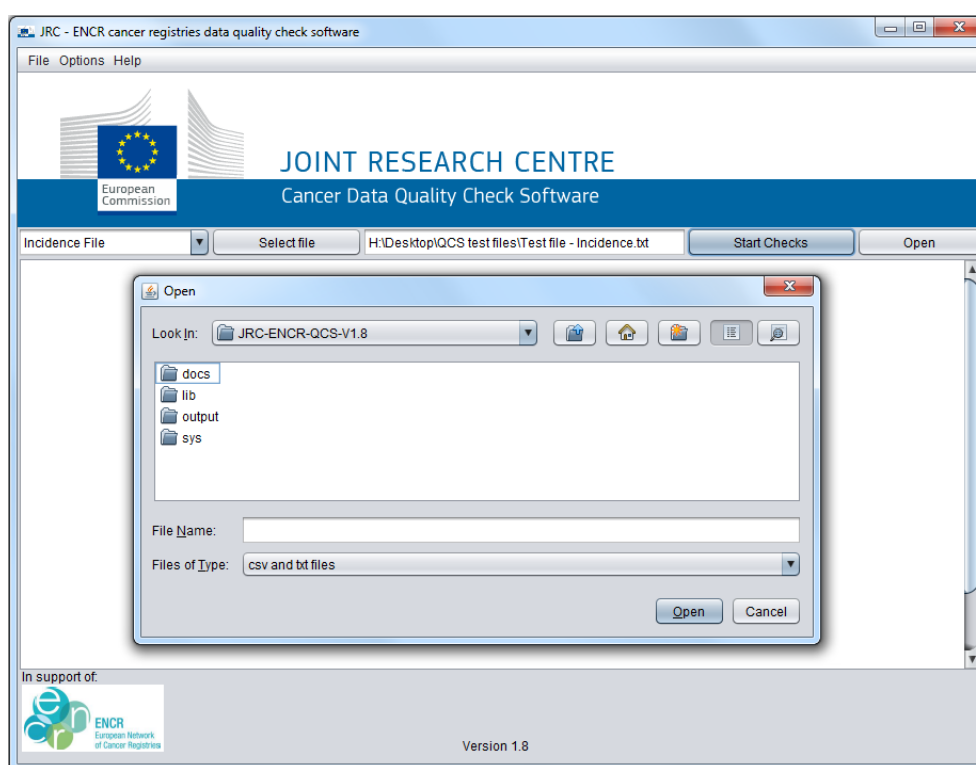 JRC - ENCR cancer registries data quality check software
File Options Help
JOINT RESEARCH CENTRE
European
Commission
Cancer Data Quality Check Software
Incidence File
Select file
H:\Desktop\QCS test files\Test file - Incidence.txt
Start Checks
Open
Open
Look In:
JRC-ENCR-QCS-V1.8
docs
lib
output
sys
File Name:
Files of Type:
csv and txt files
Open
Cancel
In support of:
encr
ENCR
European Network
of Cancer Registries
Version 1.8